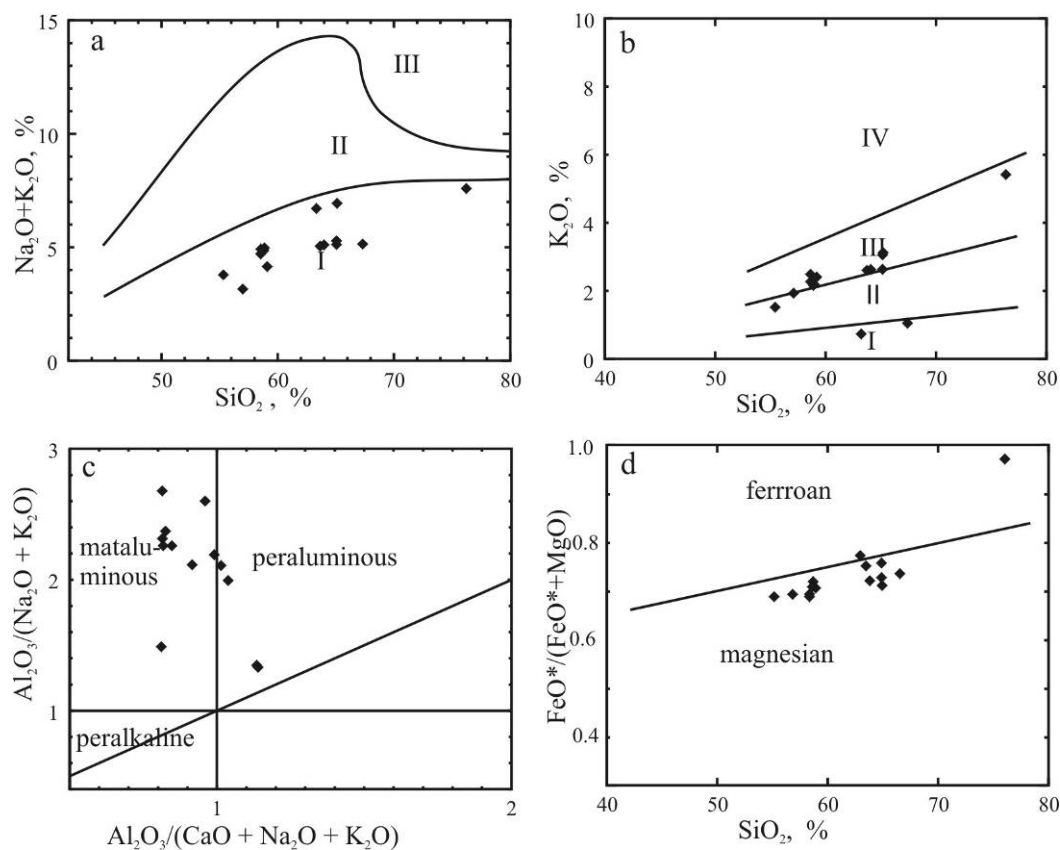 a
15
10
5
0
Na₂O+K₂O, %
III
II
I
50
60
70
80
SiO₂, %
b
10
8
6
4
2
0
K₂O, %
IV
III
II
I
40
50
60
70
80
SiO₂, %
c
3
2
1
Al₂O₃/(Na₂O + K₂O)
matalu-
minous
peraluminous
peralkaline
1
2
Al₂O₃/(CaO + Na₂O + K₂O)
d
1.0
0.8
0.6
0.4
FeO*/(FeO*+MgO)
ferrroan
magnesian
40
50
60
70
80
SiO₂, %